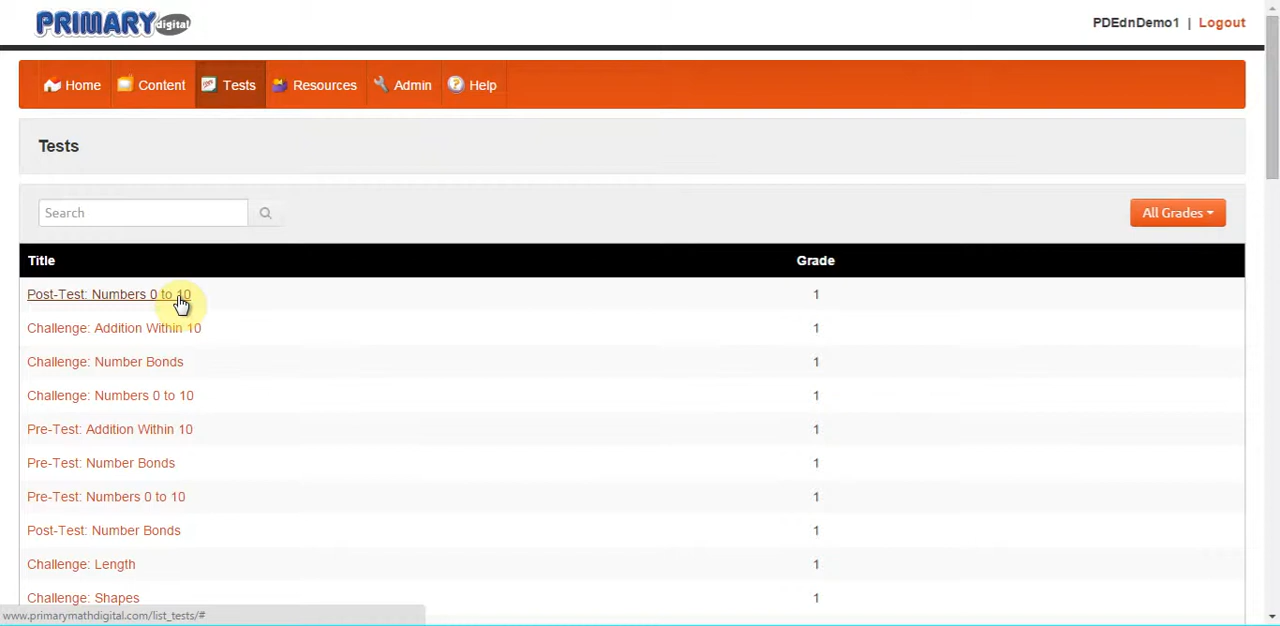 PRIMARY digital
PDEdnDemo1 | Logout
Home Content Tests Resources Admin Help
Tests
Search All Grades
Title Grade
Post-Test: Numbers 0 to 10 1
Challenge: Addition Within 10 1
Challenge: Number Bonds 1
Challenge: Numbers 0 to 10 1
Pre-Test: Addition Within 10 1
Pre-Test: Number Bonds 1
Pre-Test: Numbers 0 to 10 1
Post-Test: Number Bonds 1
Challenge: Length 1
Challenge: Shapes 1
www.primarymathdigital.com/list_tests/#